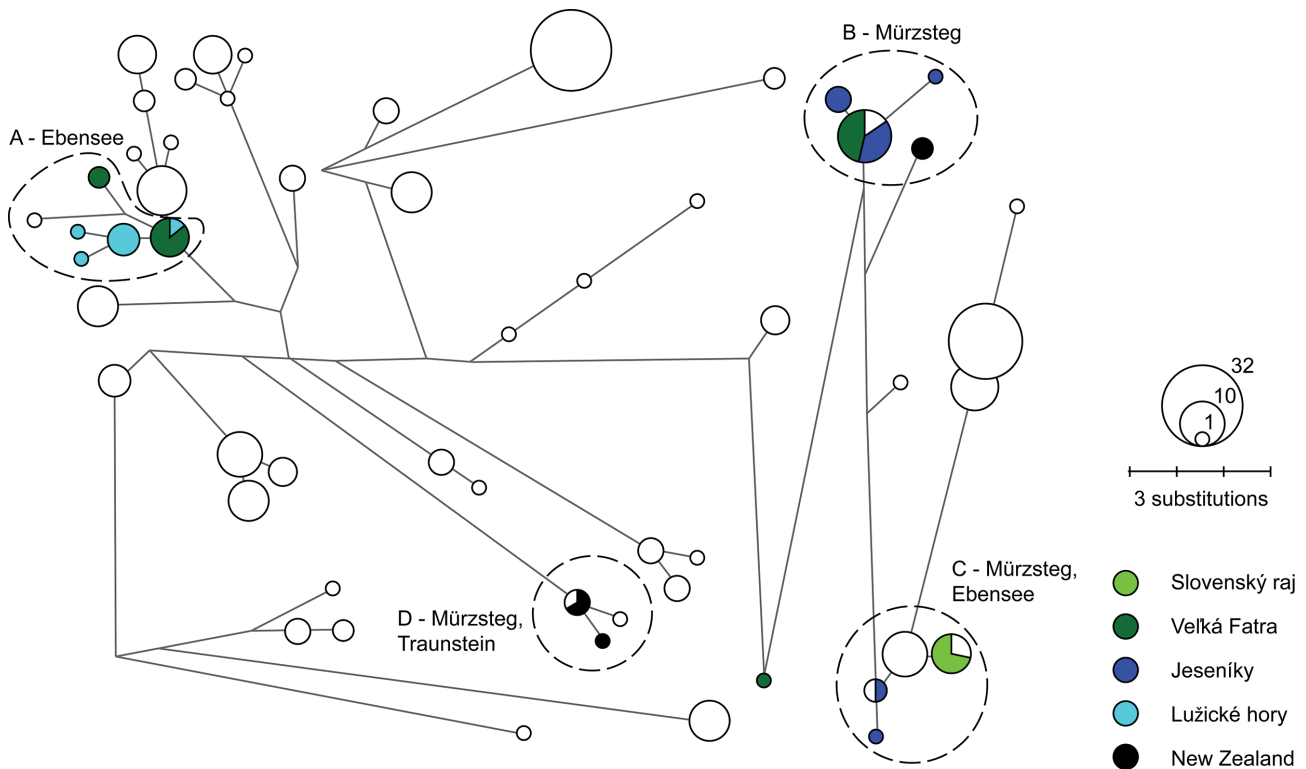 B - Mürzsteg
A - Ebensee
32
10
1
3 substitutions
C - Mürzsteg,
Ebensee
D - Mürzsteg,
Traunstein
Slovenský raj
Veľká Fatra
Jeseníky
Lužické hory
New Zealand